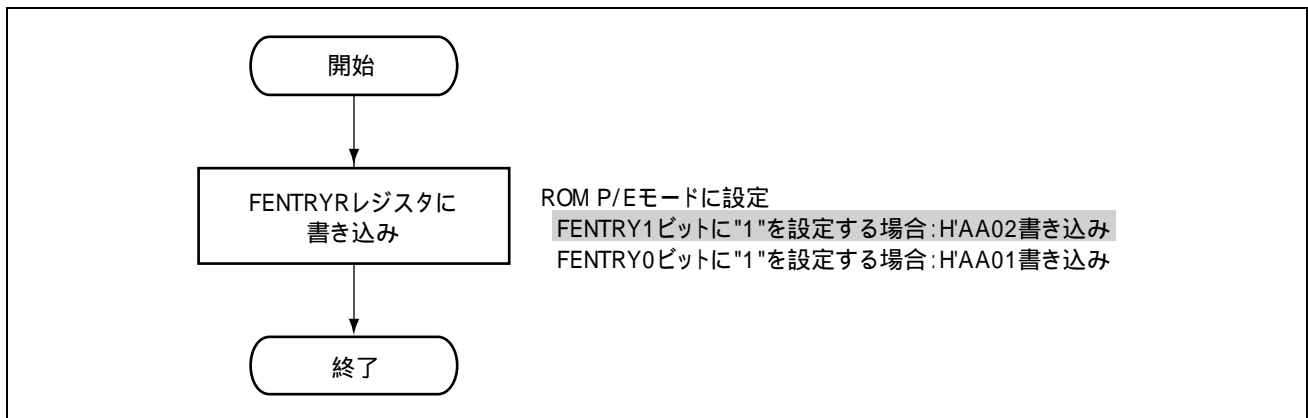 開始
FENTRYRレジスタに
書き込み
ROM P/Eモードに設定
FENTRY1ビットに"1"を設定する場合:H'AA02書き込み
FENTRY0ビットに"1"を設定する場合:H'AA01書き込み
終了